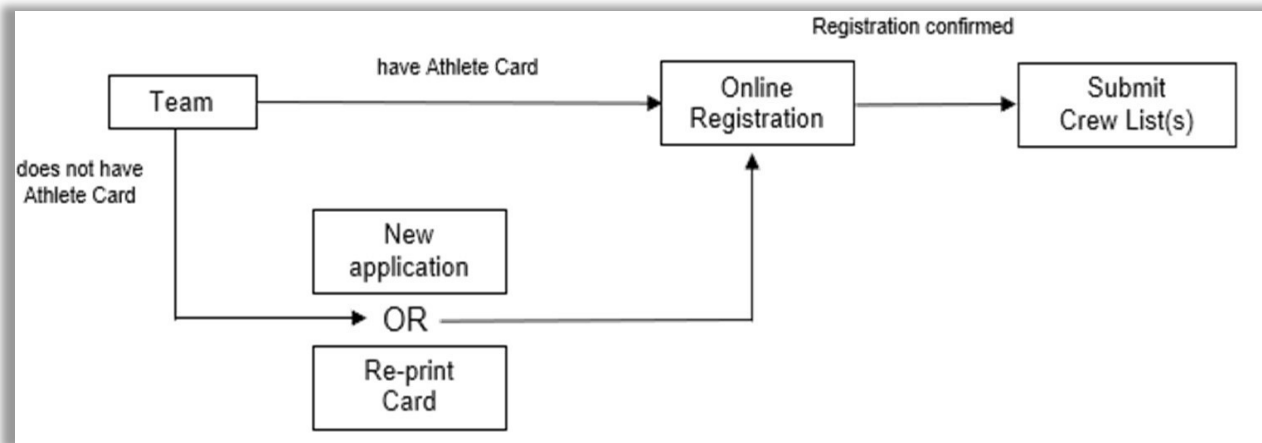 Registration confirmed
have Athlete Card
Team
Online
Registration
Submit
Crew List(s)
does not have
Athlete Card
New
application
OR
Re-print
Card